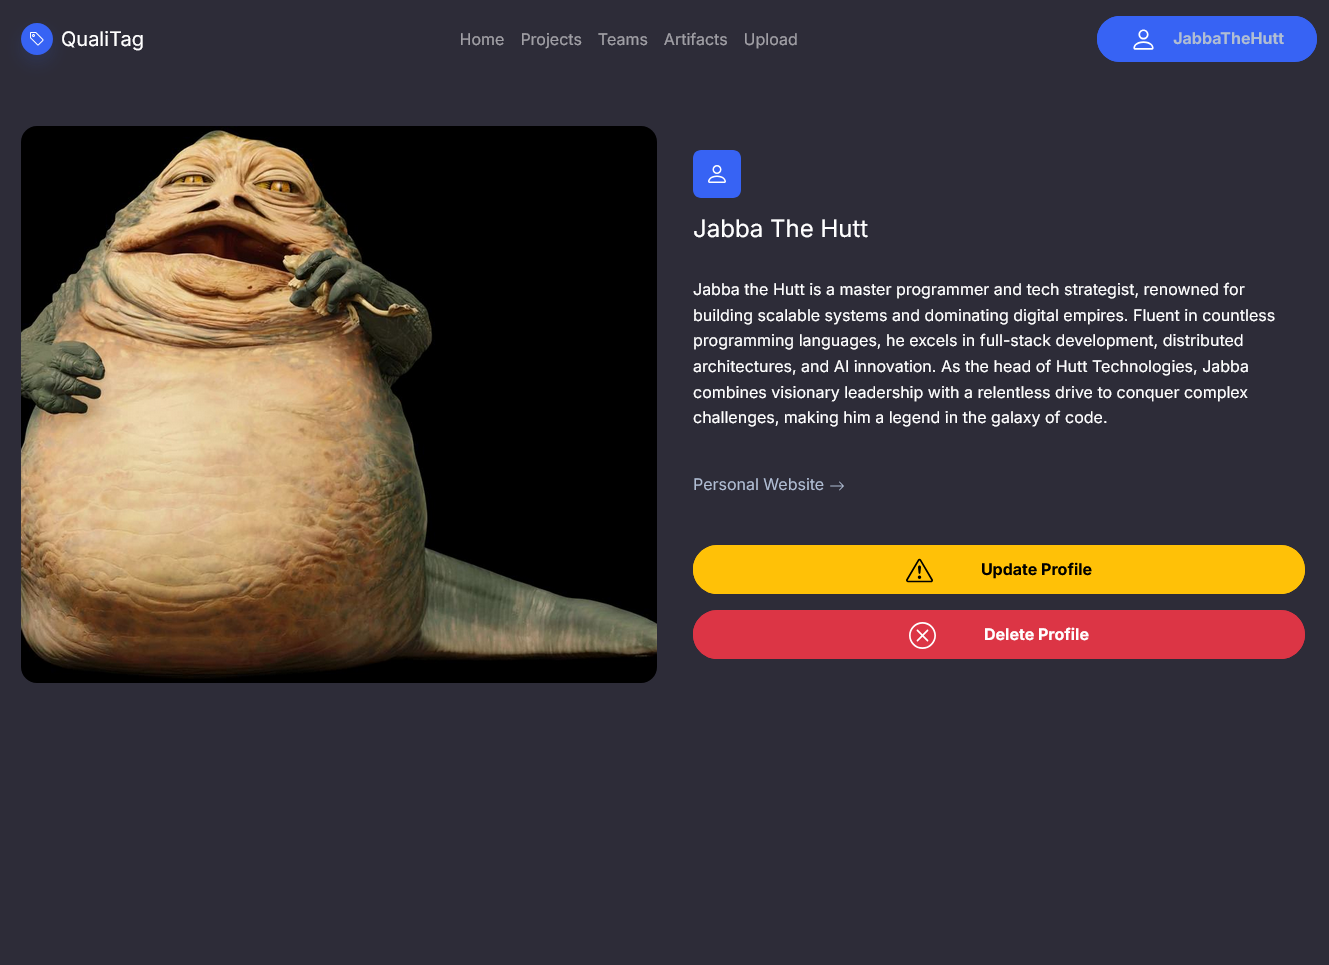 QualiTag
Home Projects Teams Artifacts Upload
JabbaTheHutt
Jabba The Hutt
Jabba the Hutt is a master programmer and tech strategist, renowned for
building scalable systems and dominating digital empires. Fluent in countless
programming languages, he excels in full-stack development, distributed
architectures, and AI innovation. As the head of Hutt Technologies, Jabba
combines visionary leadership with a relentless drive to conquer complex
challenges, making him a legend in the galaxy of code.
Personal Website →
Update Profile
Delete Profile